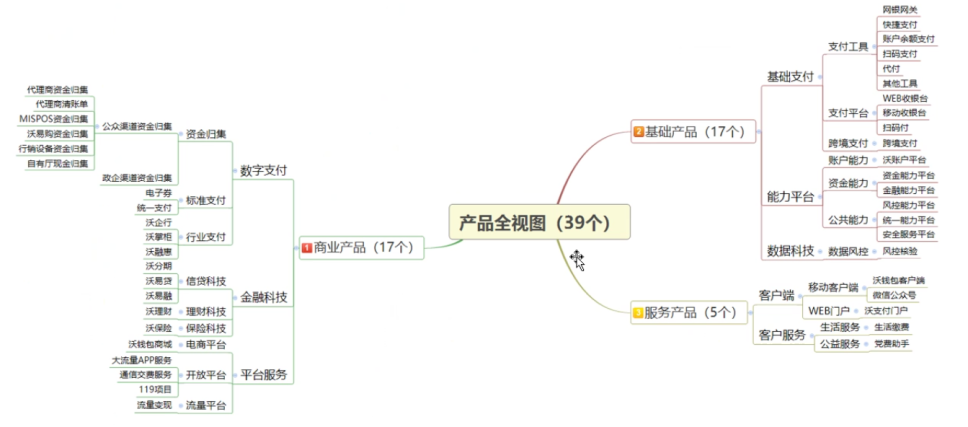 产品全视图（39个）
1 商业产品（17个）
数字支付
资金归集
公众渠道资金归集
代理商资金归集
代理商清账单
MISPOS资金归集
沃易购资金归集
行销设备资金归集
自有厅现金归集
政企渠道资金归集
标准支付
电子券
统一支付
行业支付
沃企行
沃掌柜
沃融惠
金融科技
信贷科技
沃分期
沃易贷
沃易融
理财科技
沃理财
保险科技
沃保险
平台服务
电商平台
沃钱包商城
开放平台
大流量APP服务
通信交费服务
119项目
流量平台
流量变现
2 基础产品（17个）
基础支付
支付工具
网银网关
快捷支付
账户余额支付
扫码支付
代付
其他工具
支付平台
WEB收银台
移动收银台
扫码付
跨境支付
跨境支付
能力平台
账户能力
沃账户平台
资金能力
资金能力平台
金融能力平台
公共能力
风控能力平台
统一能力平台
安全服务平台
数据科技
数据风控
风控核验
3 服务产品（5个）
客户端
移动客户端
沃钱包客户端
微信公众号
WEB门户
沃支付门户
客户服务
生活服务
生活缴费
公益服务
党费助手